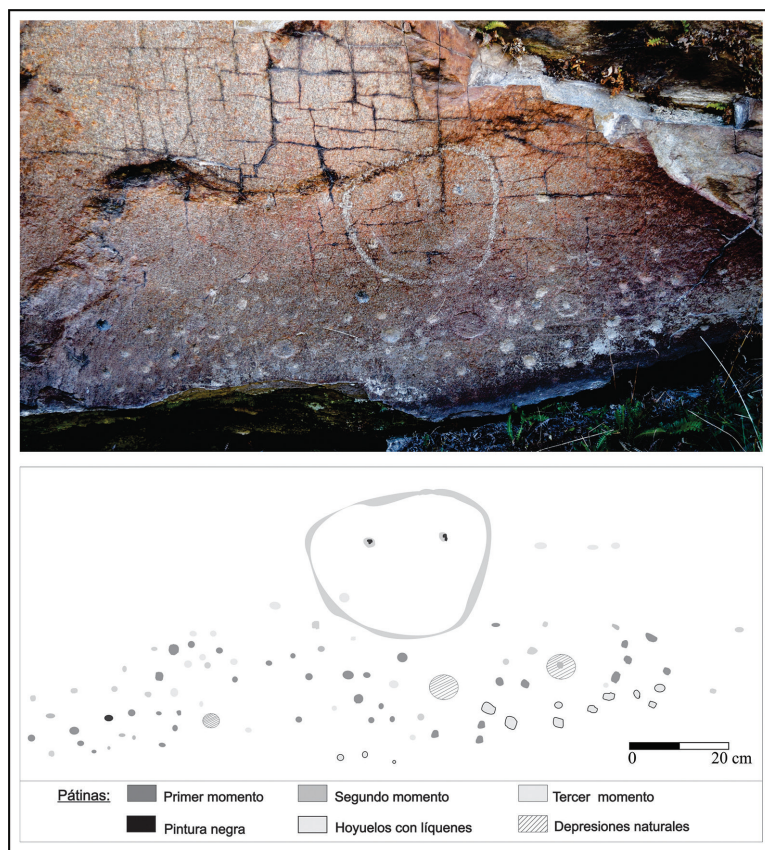 0 20 cm
Pátinas: Primer momento Segundo momento Tercer momento
Pintura negra Hoyuelos con líquenes Depresiones naturales